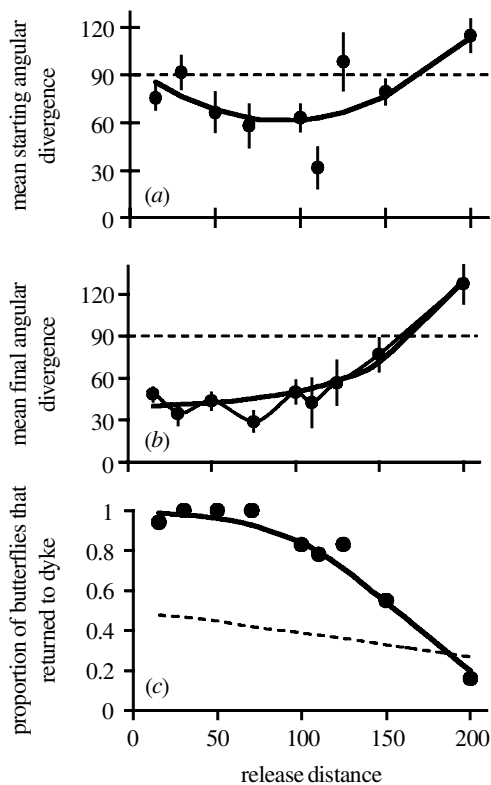 mean starting angular
divergence
120
90
60
30
0
(a)
mean final angular
divergence
120
90
60
30
0
(b)
proportion of butterflies that
returned to dyke
1
0.8
0.6
0.4
0.2
0
(c)
0 50 100 150 200
release distance